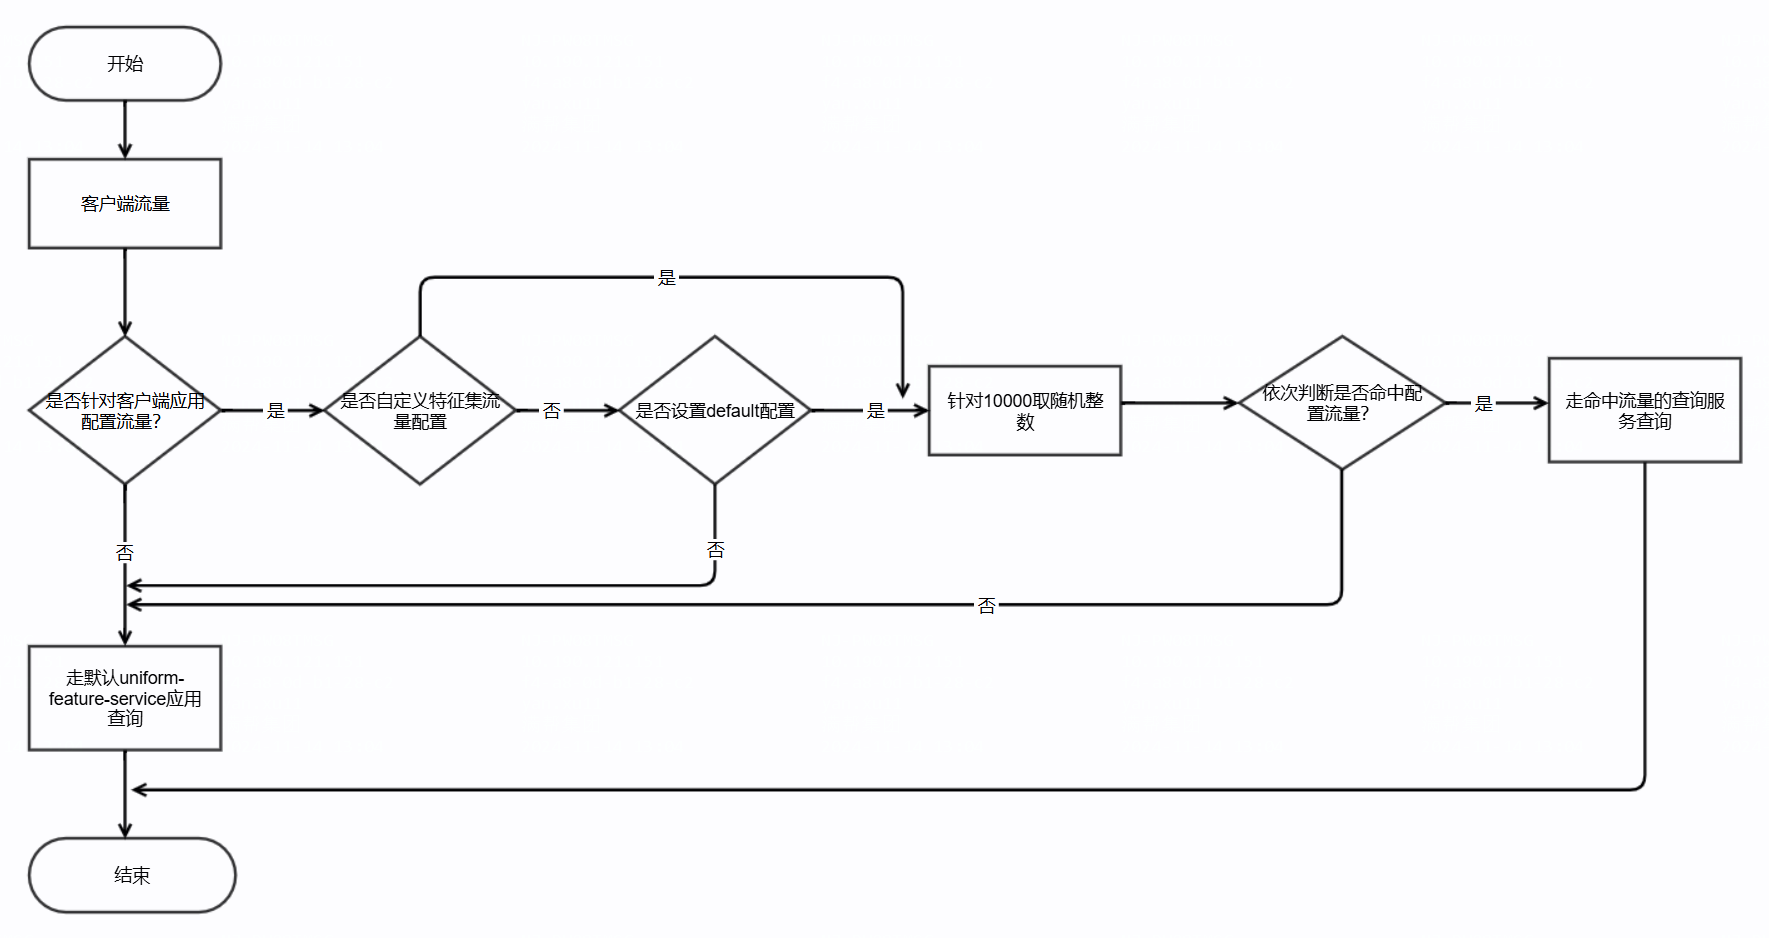 开始
客户端流量
是
是否针对客户端应用
配置流量?
是
是否自定义特征集流
量配置
否
是否设置default配置
是
针对10000取随机整
数
依次判断是否命中配
置流量?
是
走命中流量的查询服
务查询
否
否
否
走默认uniform-
feature-service应用
查询
结束